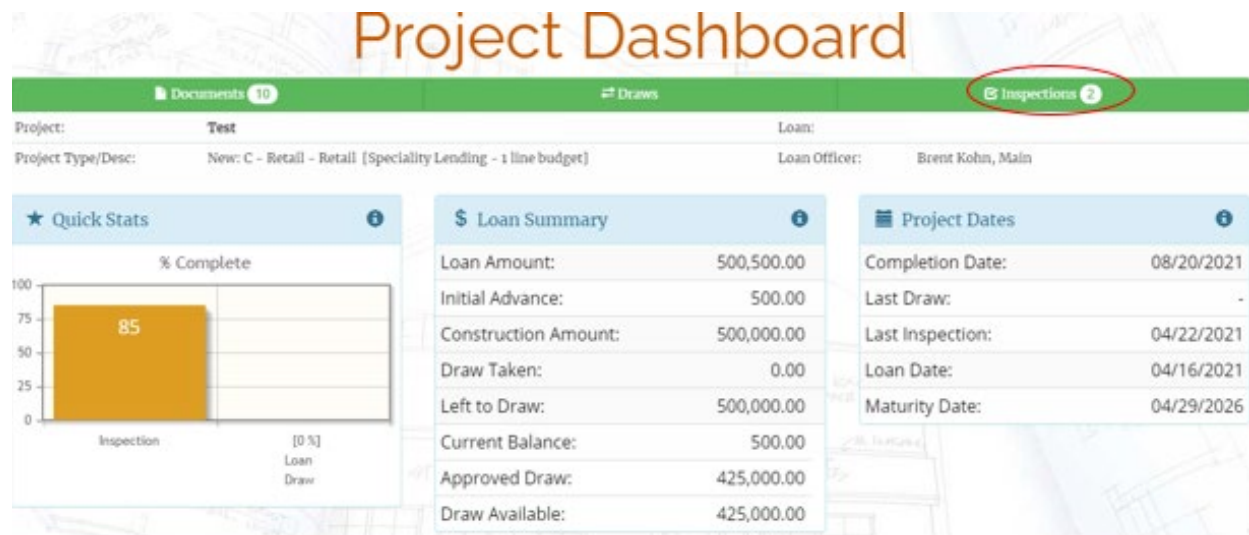 Project Dashboard
Documents 10 Draws Inspections 2
Project: Test Loan:
Project Type/Desc: New: C - Retail - Retail [Speciality Lending - 1 line budget] Loan Officer: Brent Kohn, Main
Quick Stats
% Complete
100
75
50
25
0
85
Inspection
[0 %]
Loan
Draw
$ Loan Summary
Loan Amount: 500,500.00
Initial Advance: 500.00
Construction Amount: 500,000.00
Draw Taken: 0.00
Left to Draw: 500,000.00
Current Balance: 500.00
Approved Draw: 425,000.00
Draw Available: 425,000.00
Project Dates
Completion Date: 08/20/2021
Last Draw: -
Last Inspection: 04/22/2021
Loan Date: 04/16/2021
Maturity Date: 04/29/2026